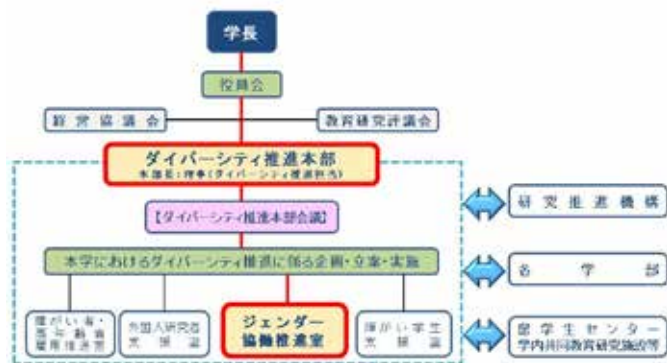 学長
役員会
経営協議会
教育研究評議会
ダイバーシティ推進本部
本部長:理事(ダイバーシティ推進担当)
【ダイバーシティ推進本部会議】
本学におけるダイバーシティ推進に係る企画・立案・実施
障がい者・
高年齢者
雇用推進室
外国人研究者
支援室
ジェンダー
協働推進室
障がい学生
支援室
研究推進機構
各学部
留学生センター
学内共同教育研究施設等